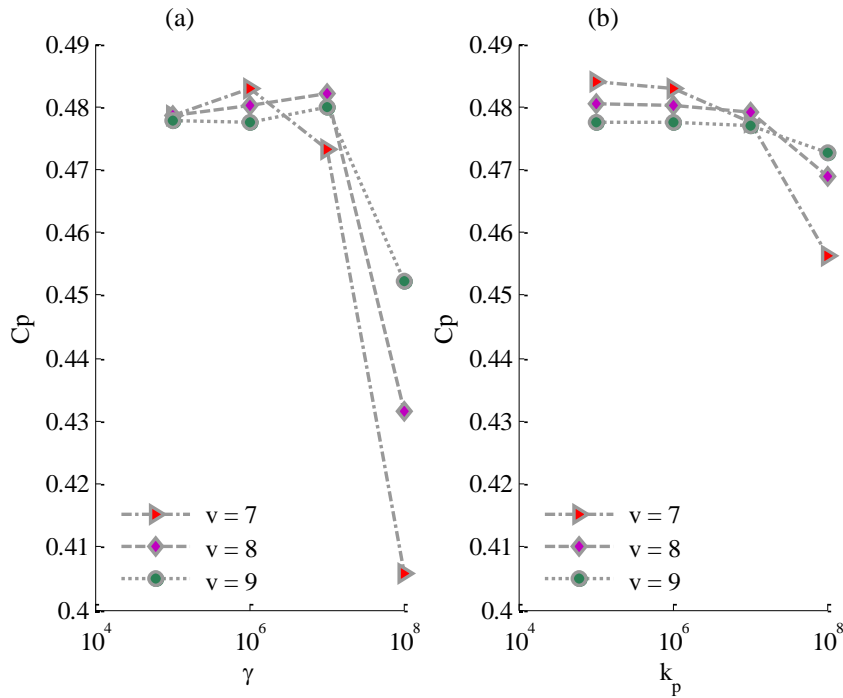 (a)
0.49
0.48
0.47
0.46
0.45
0.44
0.43
0.42
0.41
0.4
Cp
v = 7
v = 8
v = 9
10^4
10^6
10^8
γ
(b)
0.49
0.48
0.47
0.46
0.45
0.44
0.43
0.42
0.41
0.4
Cp
v = 7
v = 8
v = 9
10^4
10^6
10^8
k_p